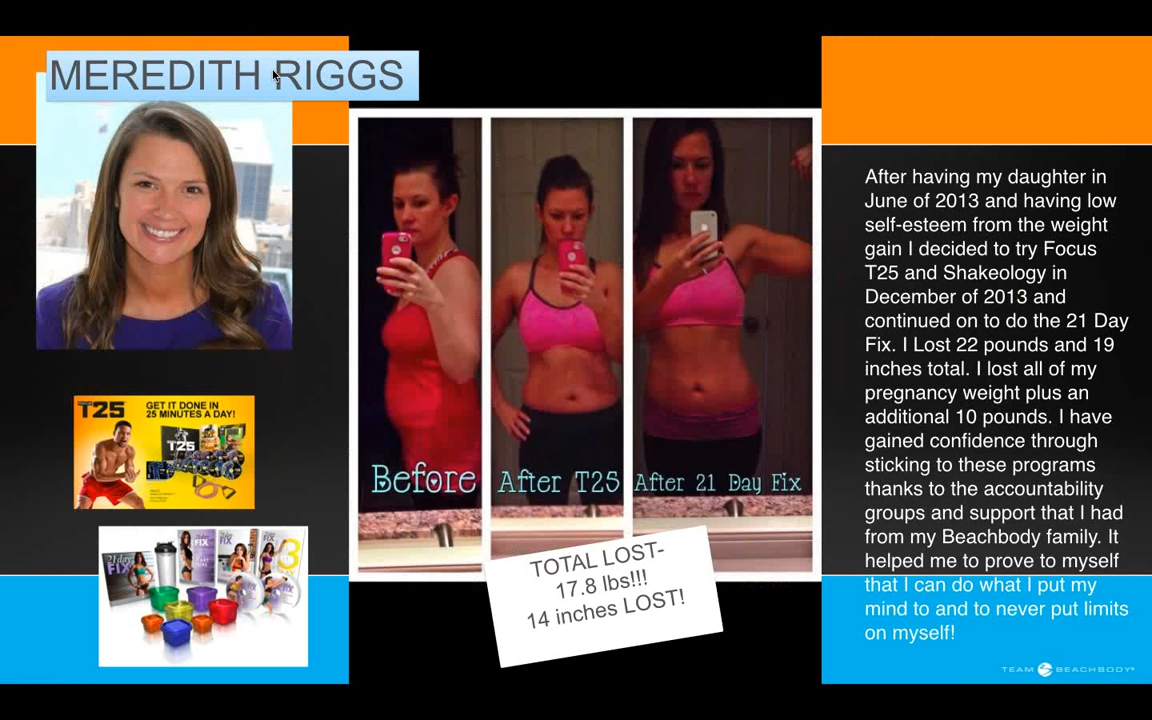 MEREDITH RIGGS
T25
GET IT DONE IN
25 MINUTES A DAY!
T25
21 day
FIX
FIX
3
Before
After T25
After 21 Day Fix
TOTAL LOST-
17.8 lbs!!!
14 inches LOST!
After having my daughter in
June of 2013 and having low
self-esteem from the weight
gain I decided to try Focus
T25 and Shakeology in
December of 2013 and
continued on to do the 21 Day
Fix. I Lost 22 pounds and 19
inches total. I lost all of my
pregnancy weight plus an
additional 10 pounds. I have
gained confidence through
sticking to these programs
thanks to the accountability
groups and support that I had
from my Beachbody family. It
helped me to prove to myself
that I can do what I put my
mind to and to never put limits
on myself!
TEAM BEACHBODY